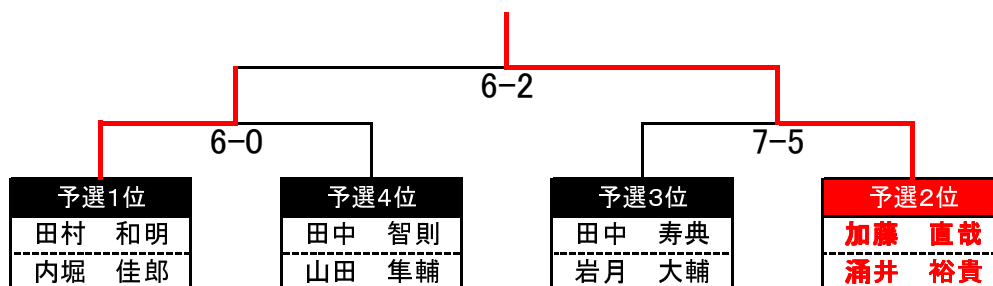 6-2
6-0
7-5
予選1位
予選4位
予選3位
予選2位
田村　和明
田中　智則
田中　寿典
加藤　直哉
内堀　佳郎
山田　隼輔
岩月　大輔
涌井　裕貴